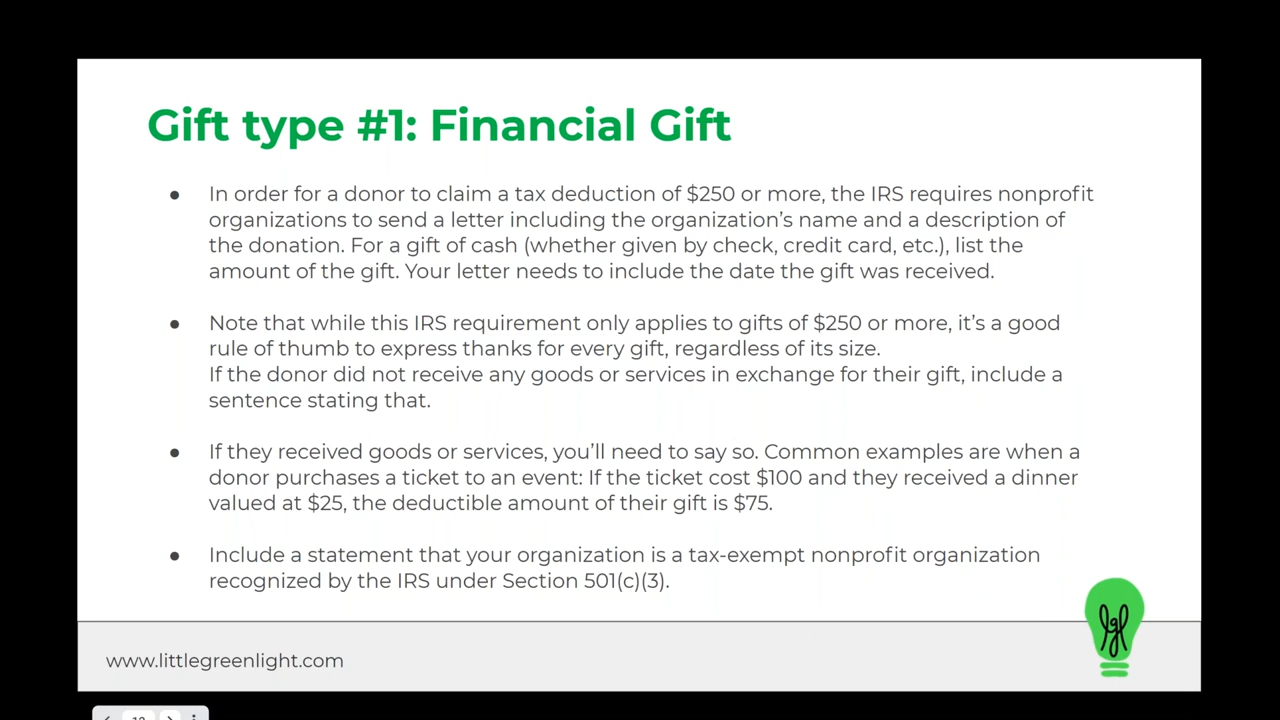 Gift type #1: Financial Gift
● In order for a donor to claim a tax deduction of $250 or more, the IRS requires nonprofit
organizations to send a letter including the organization’s name and a description of
the donation. For a gift of cash (whether given by check, credit card, etc.), list the
amount of the gift. Your letter needs to include the date the gift was received.
● Note that while this IRS requirement only applies to gifts of $250 or more, it’s a good
rule of thumb to express thanks for every gift, regardless of its size.
If the donor did not receive any goods or services in exchange for their gift, include a
sentence stating that.
● If they received goods or services, you’ll need to say so. Common examples are when a
donor purchases a ticket to an event: If the ticket cost $100 and they received a dinner
valued at $25, the deductible amount of their gift is $75.
● Include a statement that your organization is a tax-exempt nonprofit organization
recognized by the IRS under Section 501(c)(3).
lgl
www.littlegreenlight.com